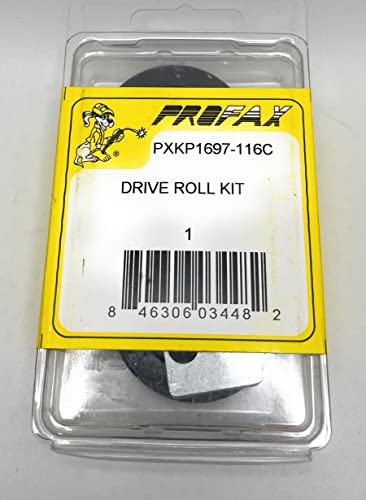 PROFAX
PXKP1697-116C
DRIVE ROLL KIT
1
8 46306 03448 2
®